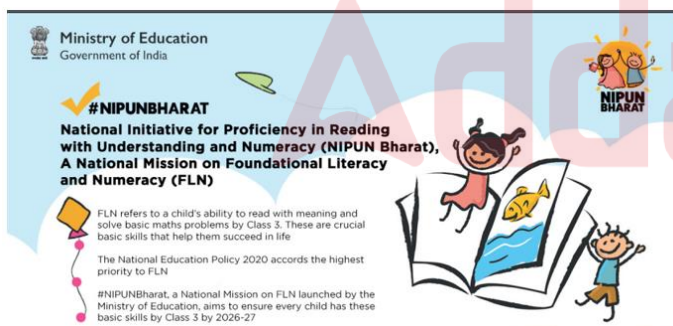 Ministry of Education
Government of India
NIPUN
BHARAT
#NIPUNBHARAT
National Initiative for Proficiency in Reading
with Understanding and Numeracy (NIPUN Bharat),
A National Mission on Foundational Literacy
and Numeracy (FLN)
FLN refers to a child's ability to read with meaning and
solve basic maths problems by Class 3. These are crucial
basic skills that help them succeed in life
The National Education Policy 2020 accords the highest
priority to FLN
#NIPUNBharat, a National Mission on FLN launched by the
Ministry of Education, aims to ensure every child has these
basic skills by Class 3 by 2026-27